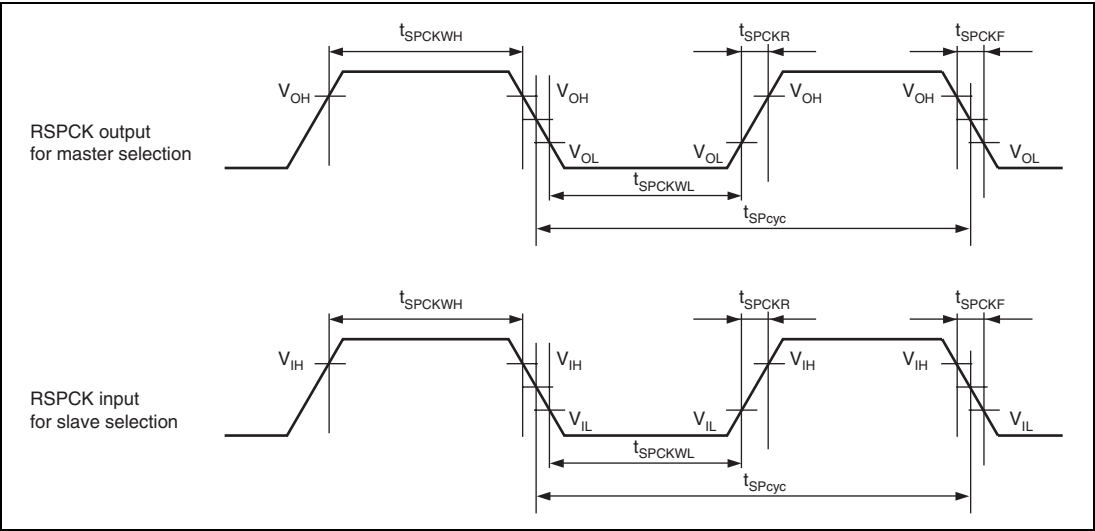 tSPCKWH tSPCKR tSPCKF
VOH VOH VOH VOH
RSPCK output
for master selection
VOL VOL VOL
tSPCKWL
tSPcyc
tSPCKWH tSPCKR tSPCKF
VIH VIH VIH VIH
RSPCK input
for slave selection
VIL VIL VIL
tSPCKWL
tSPcyc